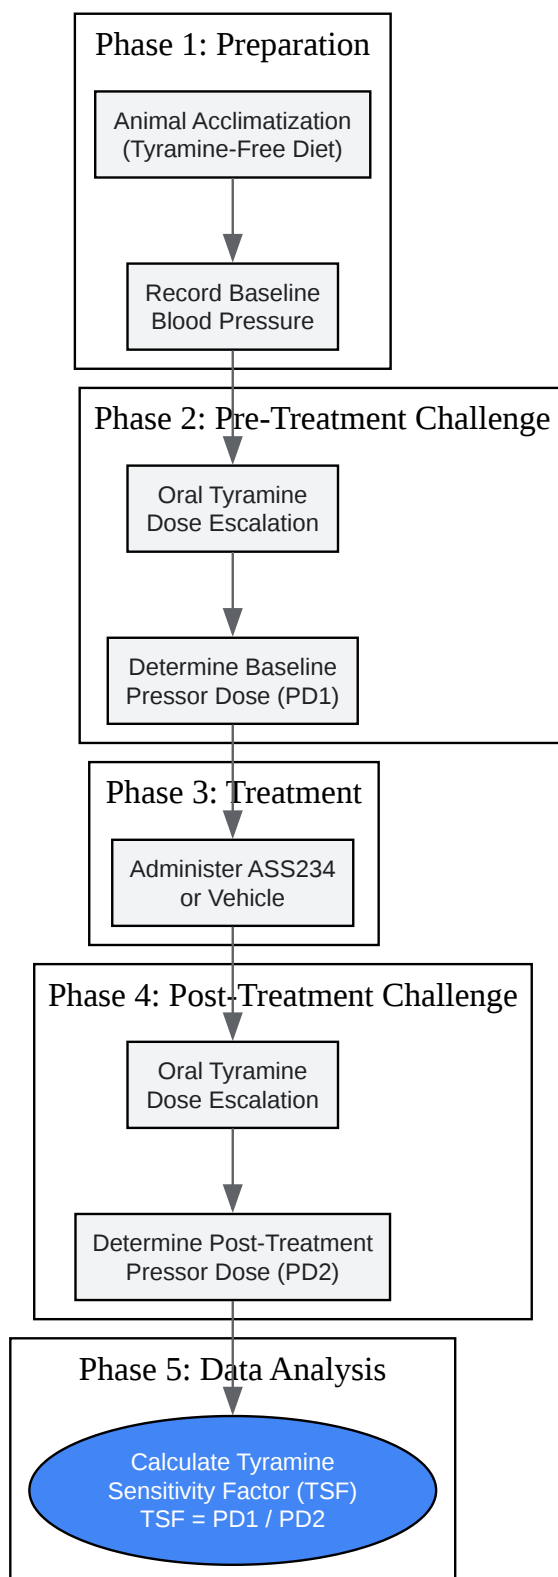 Phase 1: Preparation
Animal Acclimatization
(Tyramine-Free Diet)
Record Baseline
Blood Pressure
Phase 2: Pre-Treatment Challenge
Oral Tyramine
Dose Escalation
Determine Baseline
Pressor Dose (PD1)
Phase 3: Treatment
Administer ASS234
or Vehicle
Phase 4: Post-Treatment Challenge
Oral Tyramine
Dose Escalation
Determine Post-Treatment
Pressor Dose (PD2)
Phase 5: Data Analysis
Calculate Tyramine
Sensitivity Factor (TSF)
TSF = PD1 / PD2